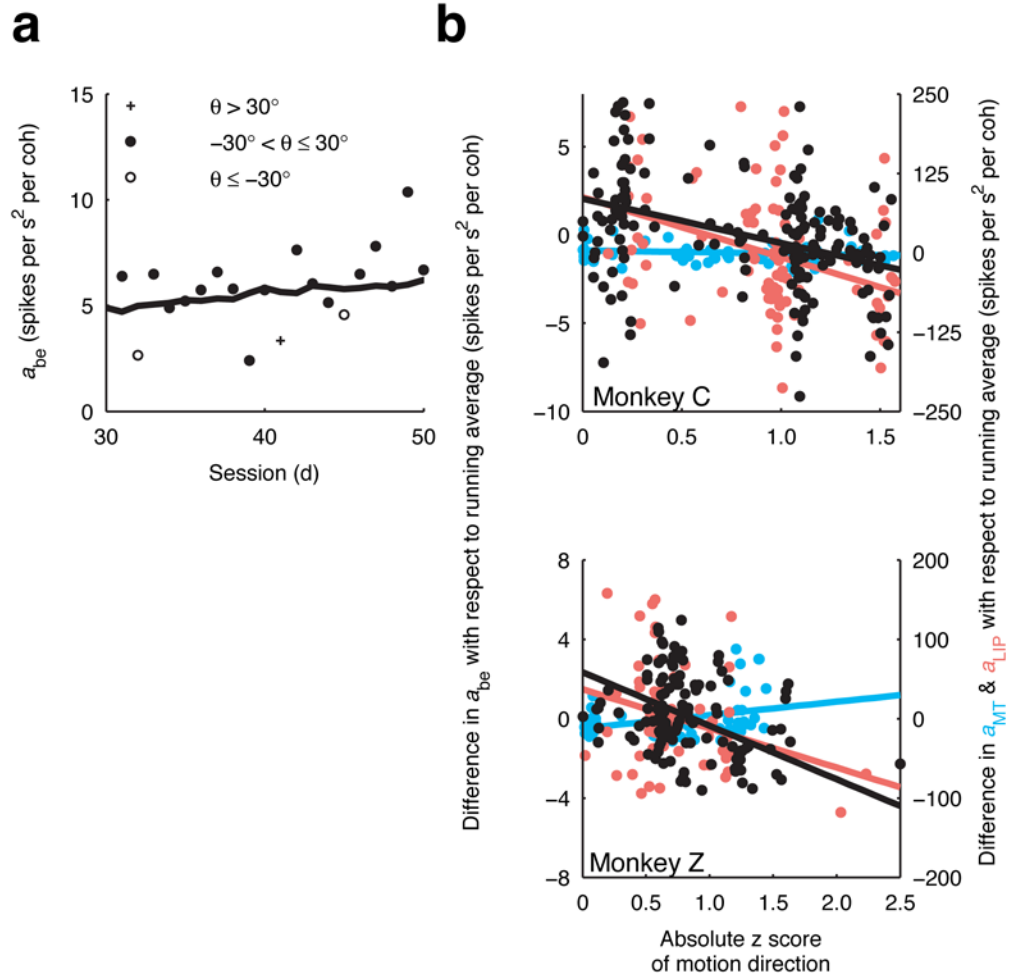 a
b
15
10
5
0
30
40
50
+ θ > 30°
● −30° < θ ≤ 30°
○ θ ≤ −30°
a_be (spikes per s² per coh)
Session (d)
Difference in a_be with respect to running average (spikes per s² per coh)
5
0
−5
−10
250
125
0
−125
−250
Monkey C
0
0.5
1.0
1.5
8
4
0
−4
−8
200
100
0
−100
−200
Monkey Z
0
0.5
1.0
1.5
2.0
2.5
Absolute z score
of motion direction
Difference in a_MT & a_LIP with respect to running average (spikes per s² per coh)